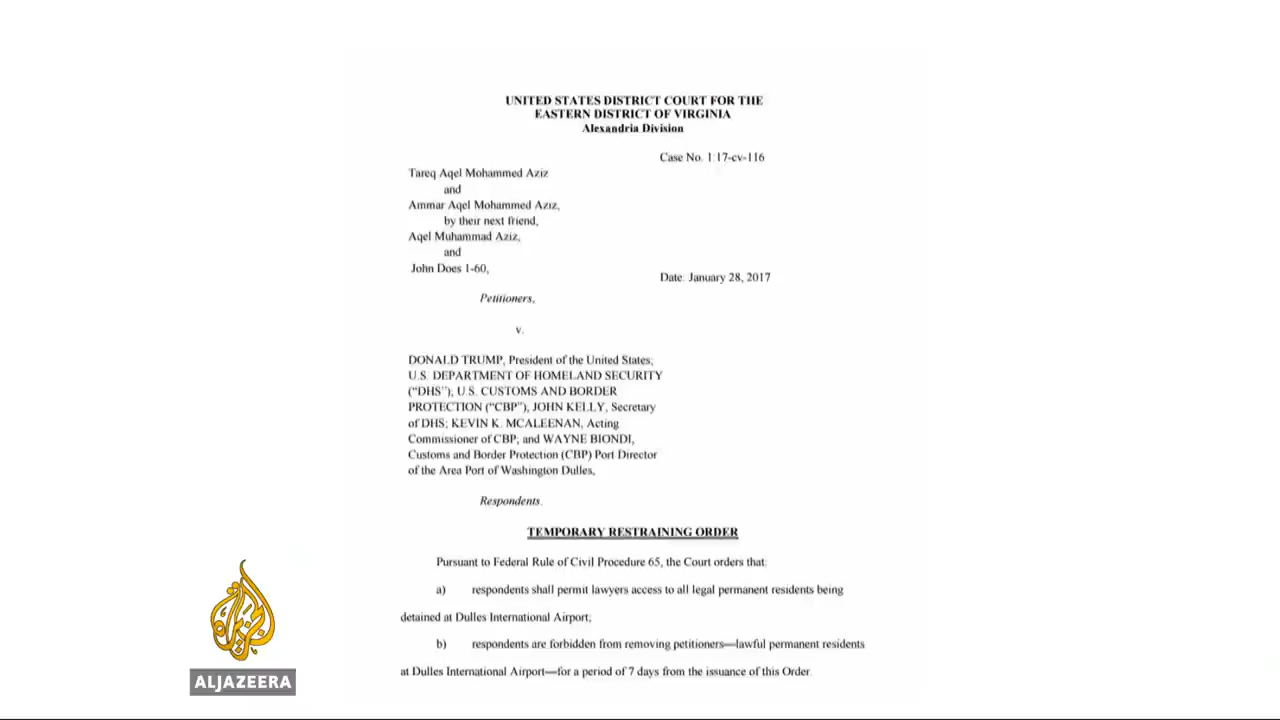 UNITED STATES DISTRICT COURT FOR THE
EASTERN DISTRICT OF VIRGINIA
Alexandria Division
Case No. 1:17-cv-116
Tareq Aqel Mohammed Aziz
and
Ammar Aqel Mohammed Aziz,
by their next friend,
Aqel Muhammad Aziz,
and
John Does 1-60,
Date: January 28, 2017
Petitioners,
v.
DONALD TRUMP, President of the United States;
U.S. DEPARTMENT OF HOMELAND SECURITY
("DHS"); U.S. CUSTOMS AND BORDER
PROTECTION ("CBP"); JOHN KELLY, Secretary
of DHS; KEVIN K. MCALEENAN, Acting
Commissioner of CBP; and WAYNE BIONDI,
Customs and Border Protection (CBP) Port Director
of the Area Port of Washington Dulles,
Respondents.
TEMPORARY RESTRAINING ORDER
Pursuant to Federal Rule of Civil Procedure 65, the Court orders that:
a) respondents shall permit lawyers access to all legal permanent residents being
detained at Dulles International Airport;
b) respondents are forbidden from removing petitioners—lawful permanent residents
at Dulles International Airport—for a period of 7 days from the issuance of this Order.
الجزيرة
ALJAZEERA